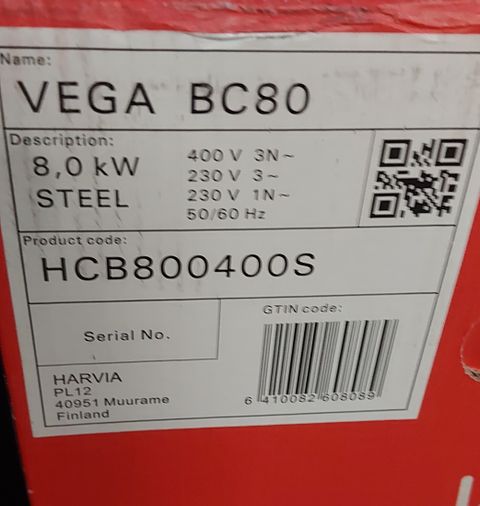 Name:
VEGA BC80
Description:
8,0 kW
STEEL
400 V 3N~
230 V 3~
230 V 1N~
50/60 Hz
Product code:
HCB800400S
Serial No.
GTIN code:
6 410082 608089
HARVIA
PL12
40951 Muurame
Finland